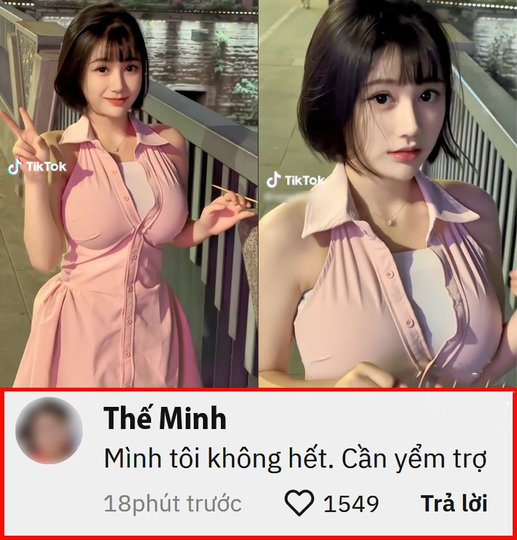 TikTok
TikTok
Thế Minh
Mình tôi không hết. Cần yểm trợ
18phút trước 1549 Trả lời